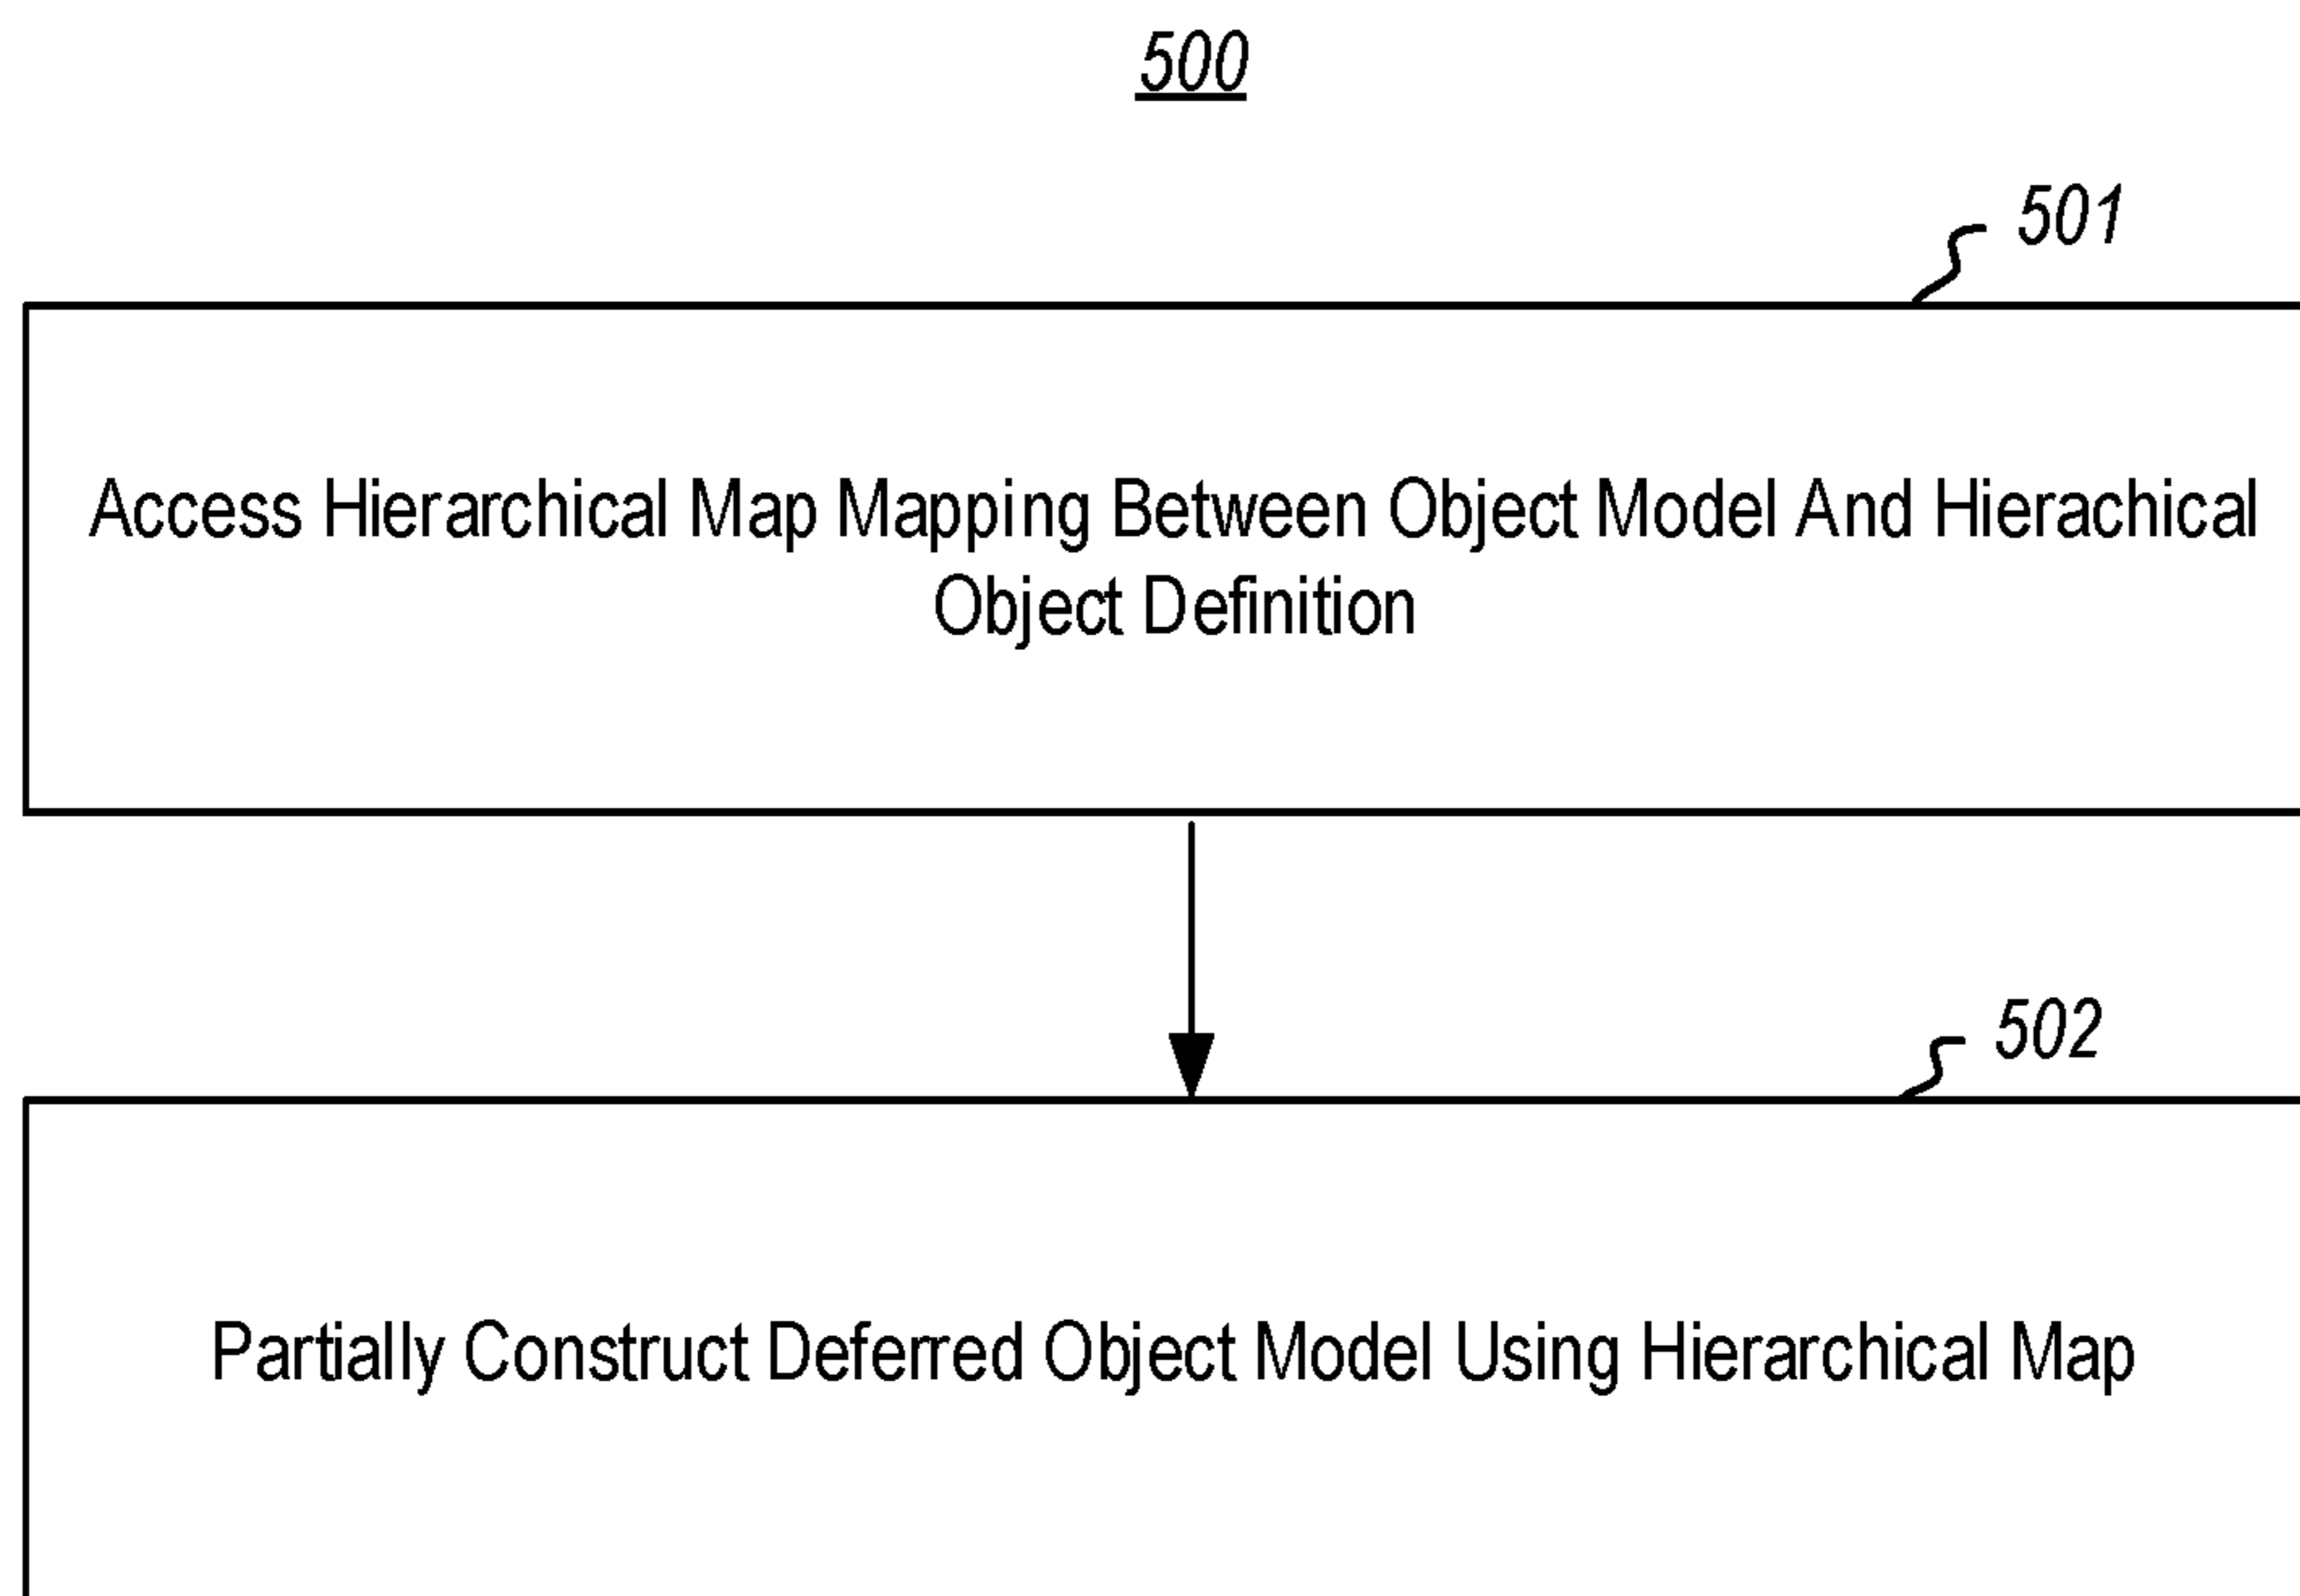 500
501
Access Hierarchical Map Mapping Between Object Model And Hierachical
Object Definition
502
Partially Construct Deferred Object Model Using Hierarchical Map